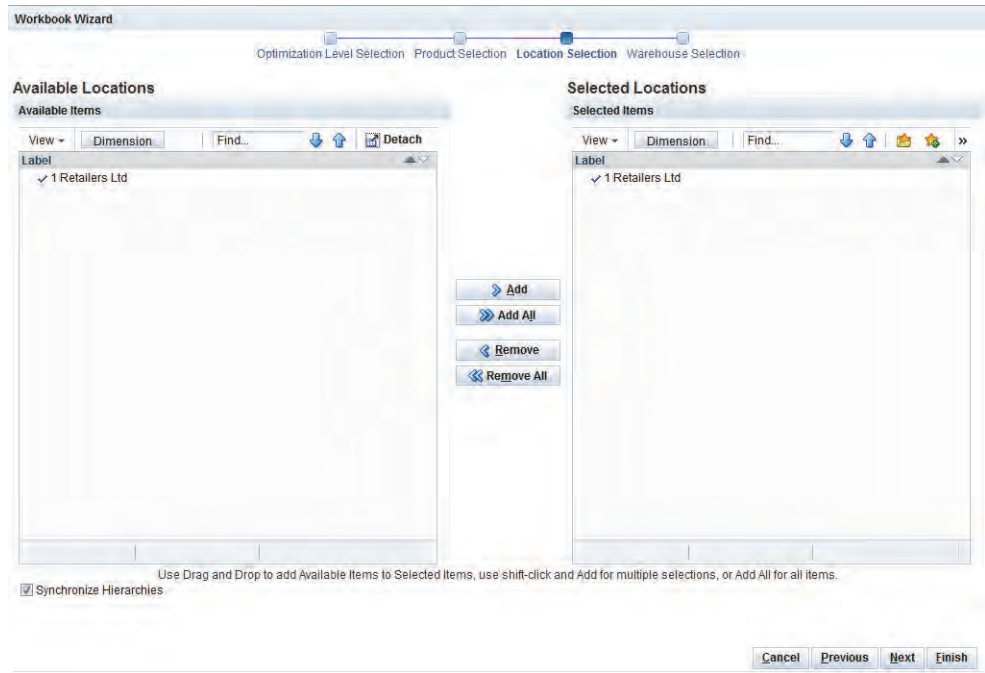 Workbook Wizard
Optimization Level Selection Product Selection Location Selection Warehouse Selection
Available Locations
Available Items
View Dimension Find... Detach
Label
1 Retailers Ltd
Add
Add All
Remove
Remove All
Selected Locations
Selected Items
View Dimension Find... »
Label
1 Retailers Ltd
Use Drag and Drop to add Available Items to Selected Items, use shift-click and Add for multiple selections, or Add All for all items.
Synchronize Hierarchies
Cancel Previous Next Finish